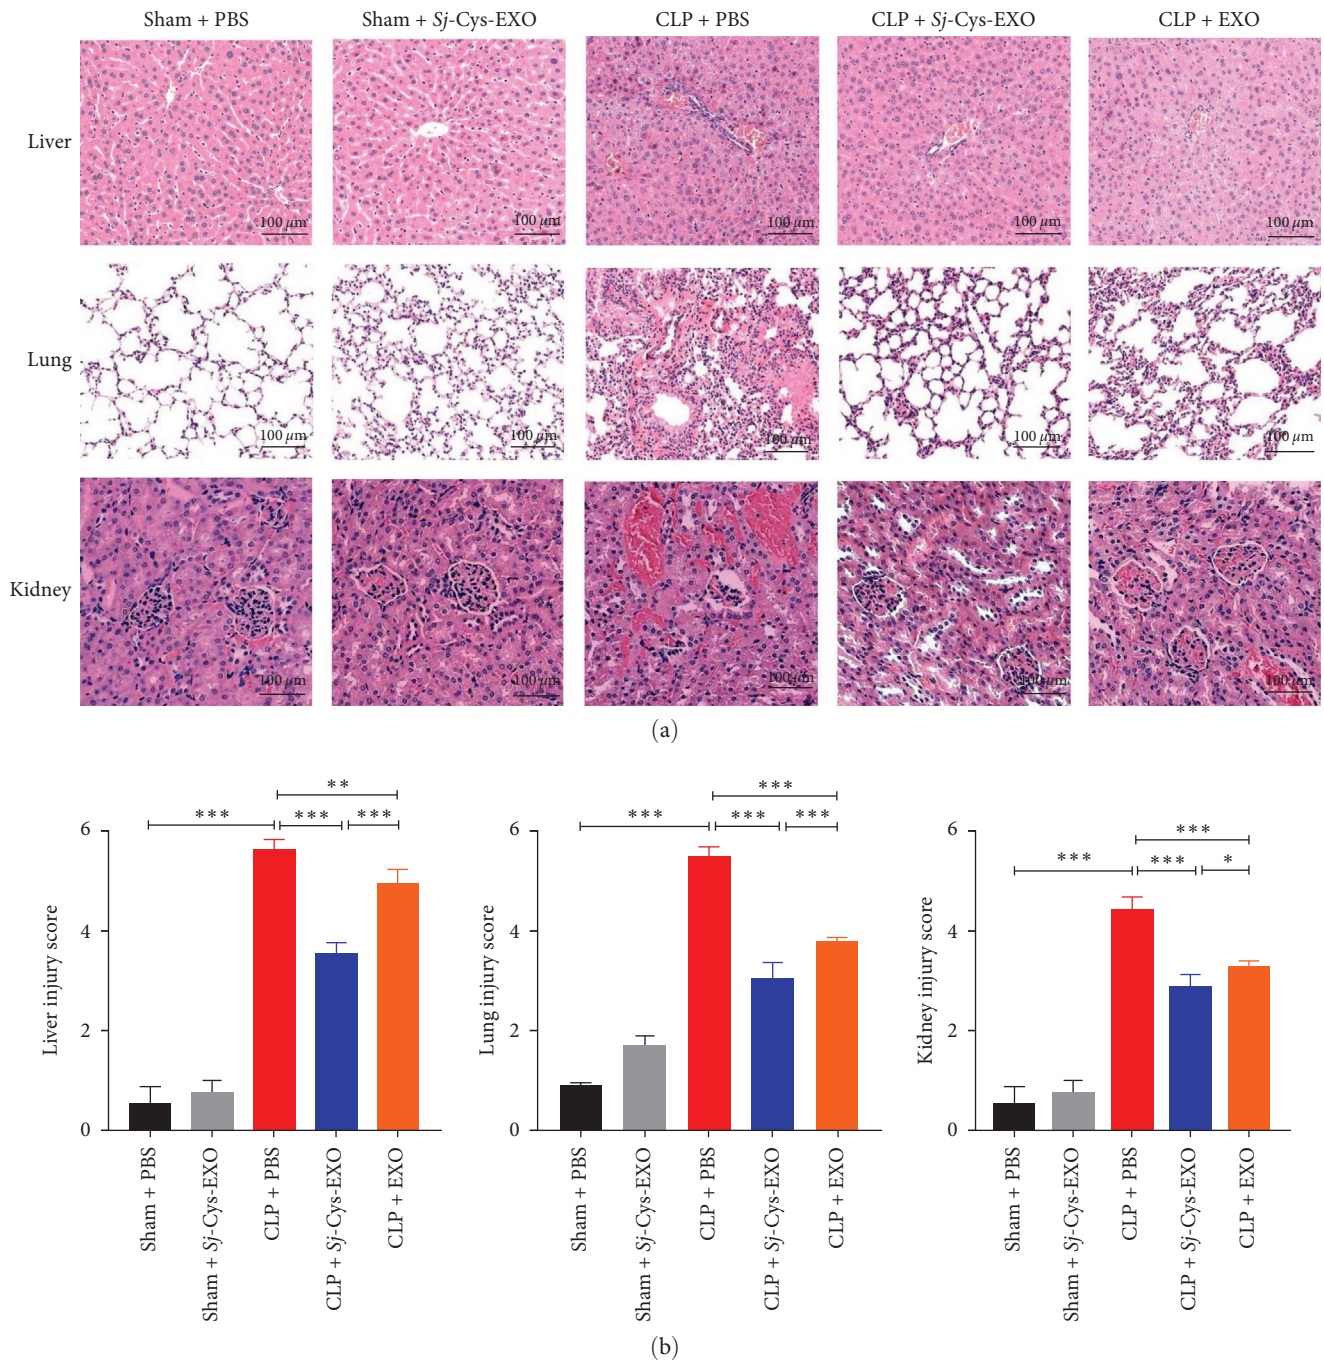 Sham + PBS
Sham + Sj-Cys-EXO
CLP + PBS
CLP + Sj-Cys-EXO
CLP + EXO
Liver
100 µm
100 µm
100 µm
100 µm
100 µm
Lung
100 µm
100 µm
100 µm
100 µm
100 µm
Kidney
100 µm
100 µm
100 µm
100 µm
100 µm
(a)
Liver injury score
6
4
2
0
***
***
**
***
Sham + PBS
Sham + Sj-Cys-EXO
CLP + PBS
CLP + Sj-Cys-EXO
CLP + EXO
Lung injury score
6
4
2
0
***
***
***
***
Sham + PBS
Sham + Sj-Cys-EXO
CLP + PBS
CLP + Sj-Cys-EXO
CLP + EXO
Kidney injury score
6
4
2
0
***
***
***
*
Sham + PBS
Sham + Sj-Cys-EXO
CLP + PBS
CLP + Sj-Cys-EXO
CLP + EXO
(b)